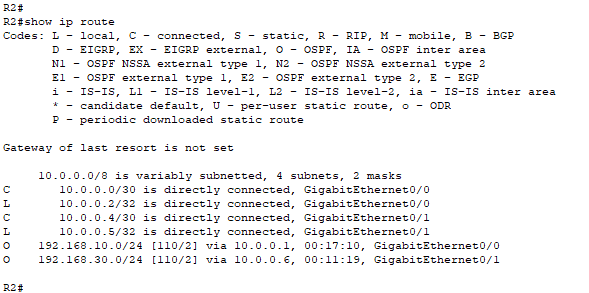 R2#
R2#show ip route
Codes: L - local, C - connected, S - static, R - RIP, M - mobile, B - BGP
D - EIGRP, EX - EIGRP external, O - OSPF, IA - OSPF inter area
N1 - OSPF NSSA external type 1, N2 - OSPF NSSA external type 2
E1 - OSPF external type 1, E2 - OSPF external type 2, E - EGP
i - IS-IS, L1 - IS-IS level-1, L2 - IS-IS level-2, ia - IS-IS inter area
* - candidate default, U - per-user static route, o - ODR
P - periodic downloaded static route
Gateway of last resort is not set
10.0.0.0/8 is variably subnetted, 4 subnets, 2 masks
C 10.0.0.0/30 is directly connected, GigabitEthernet0/0
L 10.0.0.2/32 is directly connected, GigabitEthernet0/0
C 10.0.0.4/30 is directly connected, GigabitEthernet0/1
L 10.0.0.5/32 is directly connected, GigabitEthernet0/1
O 192.168.10.0/24 [110/2] via 10.0.0.1, 00:17:10, GigabitEthernet0/0
O 192.168.30.0/24 [110/2] via 10.0.0.6, 00:11:19, GigabitEthernet0/1
R2#